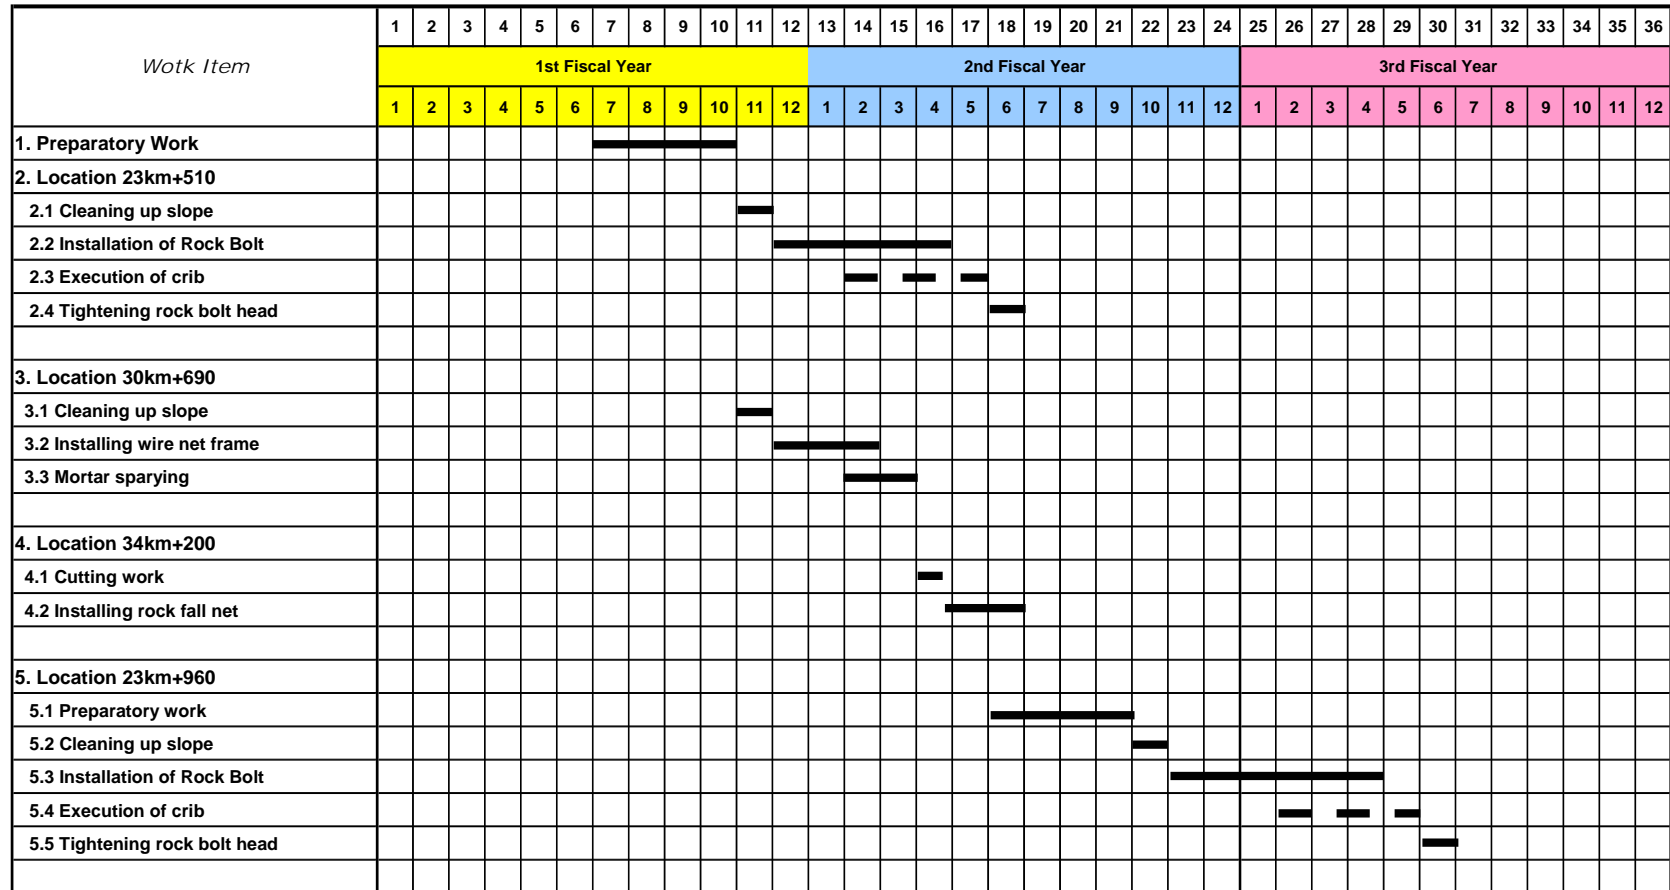 1 2 3 4 5 6 7 8 9 10 11 12 13 14 15 16 17 18 19 20 21 22 23 24 25 26 27 28 29 30 31 32 33 34 35 36
Wotk Item 1st Fiscal Year 2nd Fiscal Year 3rd Fiscal Year
1 2 3 4 5 6 7 8 9 10 11 12 1 2 3 4 5 6 7 8 9 10 11 12 1 2 3 4 5 6 7 8 9 10 11 12
1. Preparatory Work
2. Location 23km+510
2.1 Cleaning up slope
2.2 Installation of Rock Bolt
2.3 Execution of crib
2.4 Tightening rock bolt head
3. Location 30km+690
3.1 Cleaning up slope
3.2 Installing wire net frame
3.3 Mortar sparying
4. Location 34km+200
4.1 Cutting work
4.2 Installing rock fall net
5. Location 23km+960
5.1 Preparatory work
5.2 Cleaning up slope
5.3 Installation of Rock Bolt
5.4 Execution of crib
5.5 Tightening rock bolt head